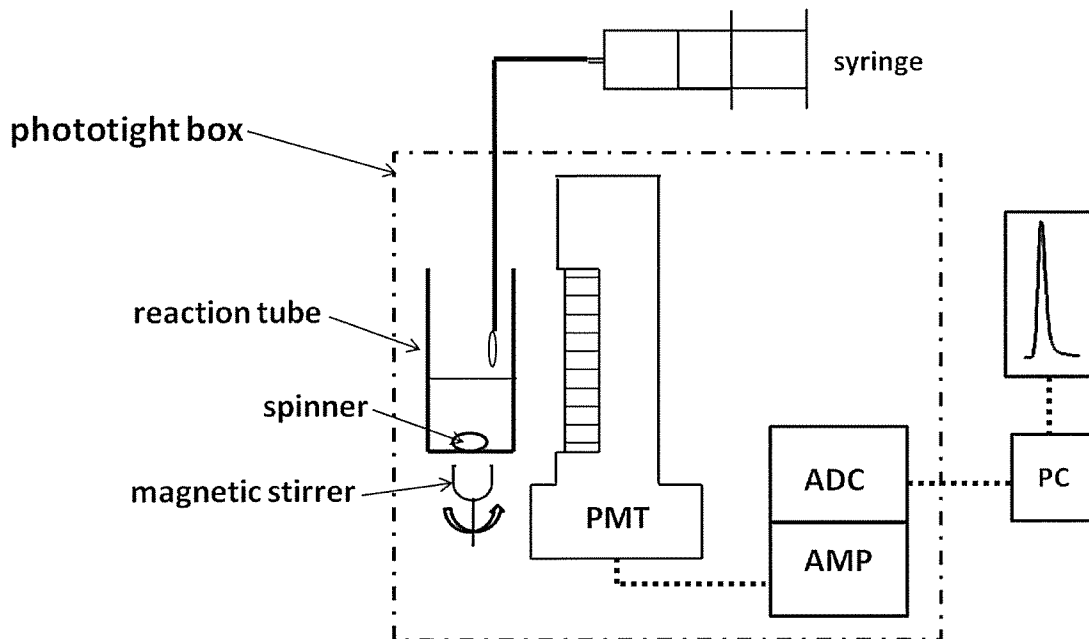 syringe
phototight box
reaction tube
spinner
magnetic stirrer
PMT
ADC
AMP
PC